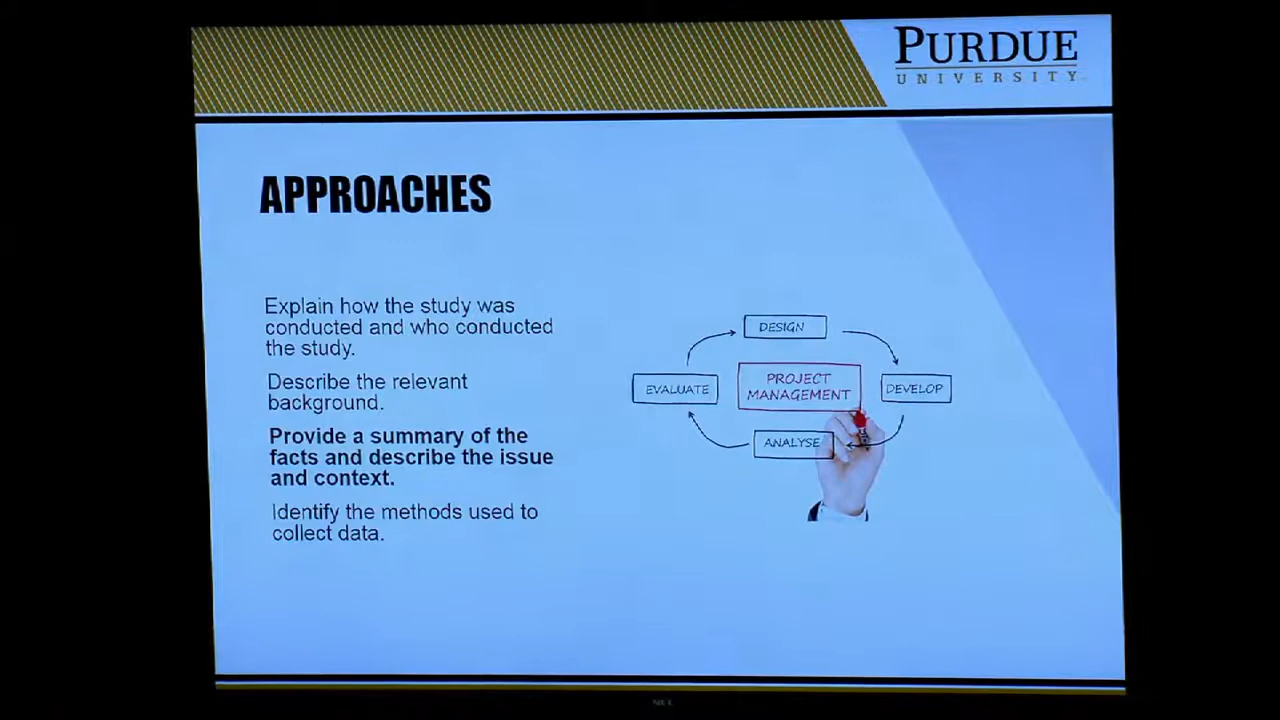 PURDUE
UNIVERSITY
APPROACHES
Explain how the study was
conducted and who conducted
the study.
Describe the relevant
background.
Provide a summary of the
facts and describe the issue
and context.
Identify the methods used to
collect data.
DESIGN
EVALUATE
PROJECT
MANAGEMENT
DEVELOP
ANALYSE
NEC